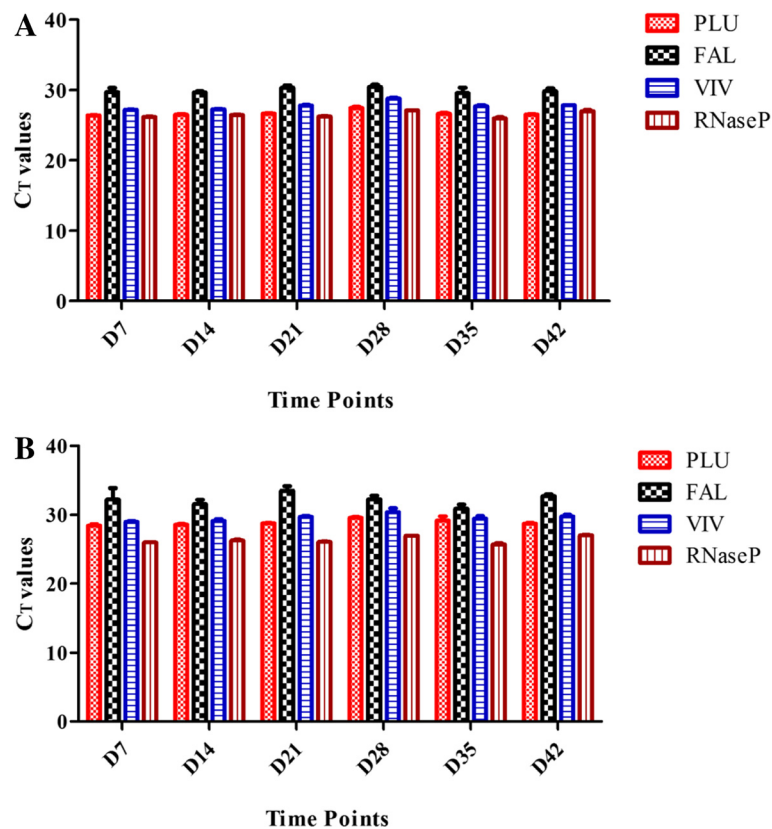 A
40
30
20
10
0
CT values
D7
D14
D21
D28
D35
D42
Time Points
PLU
FAL
VIV
RNaseP
B
40
30
20
10
0
CT values
D7
D14
D21
D28
D35
D42
Time Points
PLU
FAL
VIV
RNaseP